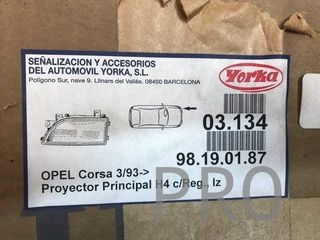 SEÑALIZACION Y ACCESORIOS
DEL AUTOMOVIL YORKA, S.L.
Poligono Sur, nave 9. Llinars del Vallés. 08450 BARCELONA
Yorka
03.134
98.19.01.87
OPEL Corsa 3/93->
Proyector Principal H4 c/Reg., Iz
PRO